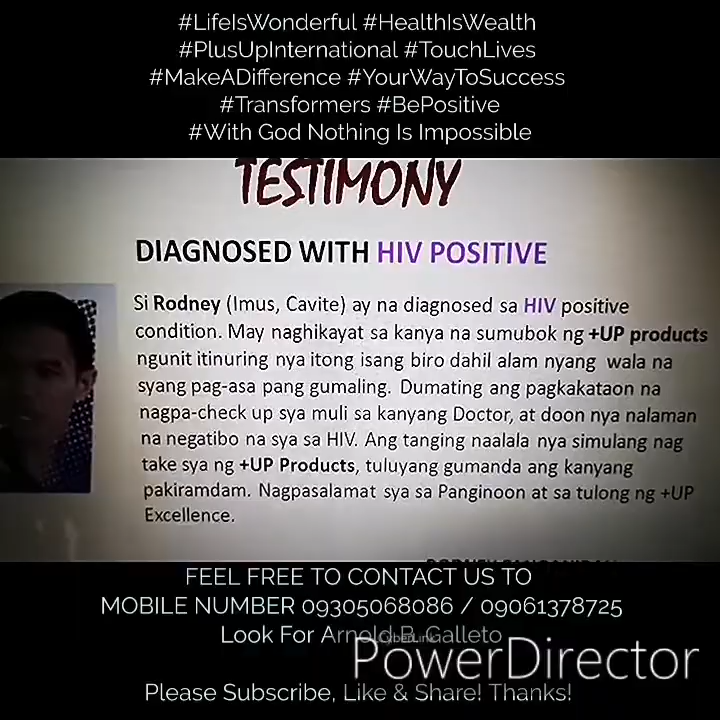 #LifeIsWonderful #HealthIsWealth
#PlusUpInternational #TouchLives
#MakeADifference #YourWayToSuccess
#Transformers #BePositive
#With God Nothing Is Impossible
TESTIMONY
DIAGNOSED WITH HIV POSITIVE
Si Rodney (Imus, Cavite) ay na diagnosed sa HIV positive
condition. May naghikayat sa kanya na sumubok ng +UP products
ngunit itinuring nya itong isang biro dahil alam nyang wala na
syang pag-asa pang gumaling. Dumating ang pagkakataon na
nagpa-check up sya muli sa kanyang Doctor, at doon nya nalaman
na negatibo na sya sa HIV. Ang tanging naalala nya simulang nag
take sya ng +UP Products, tuluyang gumanda ang kanyang
pakiramdam. Nagpasalamat sya sa Panginoon at sa tulong ng +UP
Excellence.
FEEL FREE TO CONTACT US TO
MOBILE NUMBER 09305068086 / 09061378725
Look For Arnold B. Galleto
CyberLink
PowerDirector
Please Subscribe, Like & Share! Thanks!